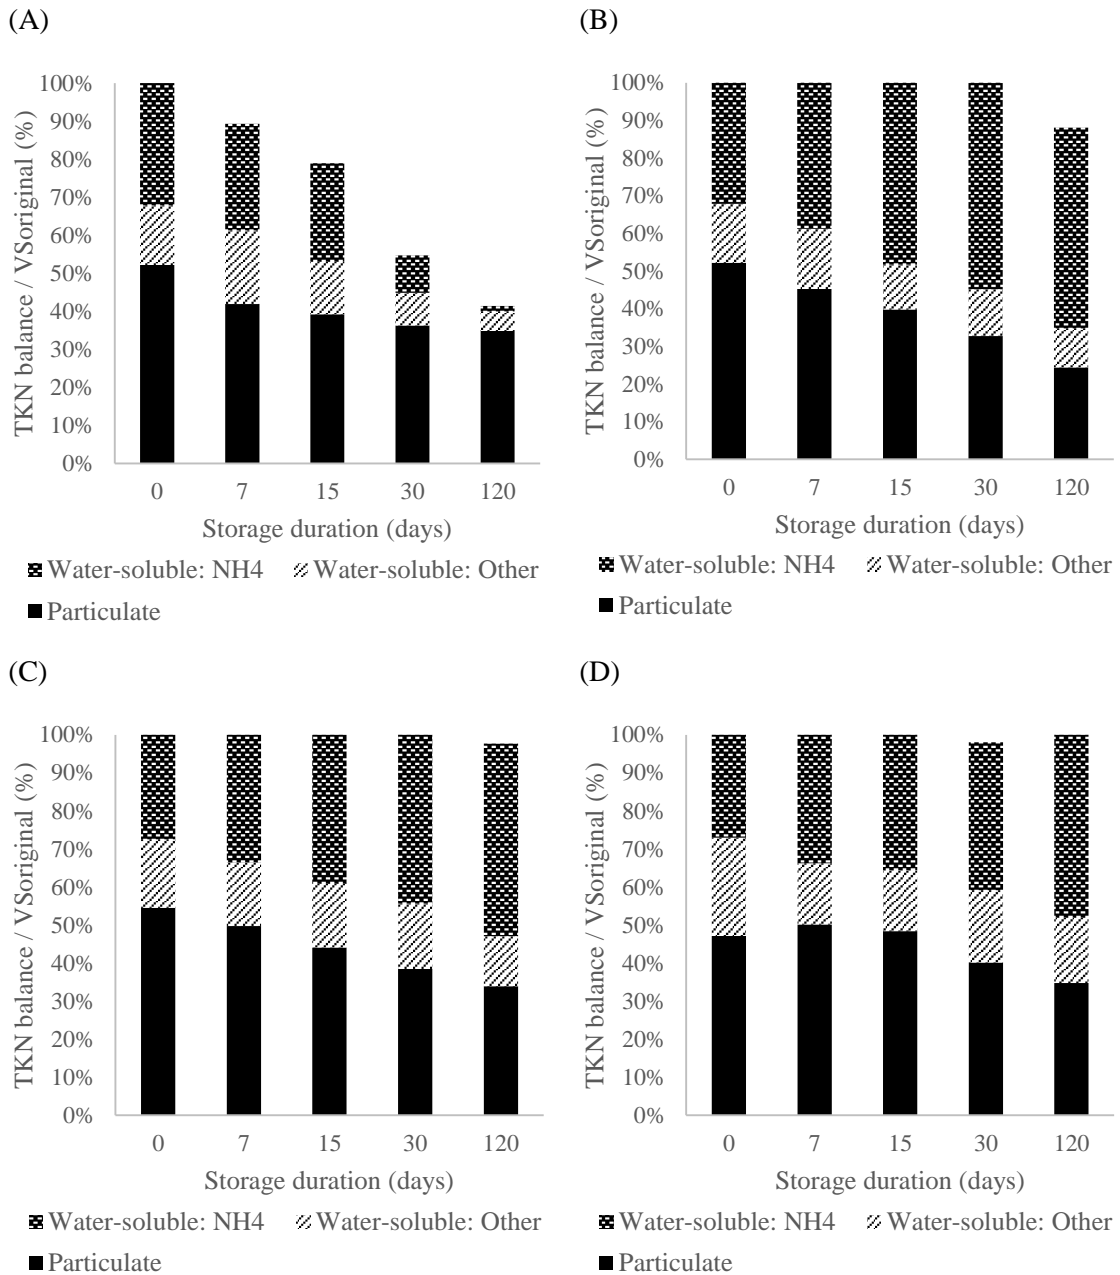 (A)
TKN balance / VSoriginal (%)
100%
90%
80%
70%
60%
50%
40%
30%
20%
10%
0%
0 7 15 30 120
Storage duration (days)
Water-soluble: NH4 Water-soluble: Other
Particulate
(B)
TKN balance / VSoriginal (%)
100%
90%
80%
70%
60%
50%
40%
30%
20%
10%
0%
0 7 15 30 120
Storage duration (days)
Water-soluble: NH4 Water-soluble: Other
Particulate
(C)
TKN balance / VSoriginal (%)
100%
90%
80%
70%
60%
50%
40%
30%
20%
10%
0%
0 7 15 30 120
Storage duration (days)
Water-soluble: NH4 Water-soluble: Other
Particulate
(D)
TKN balance / VSoriginal (%)
100%
90%
80%
70%
60%
50%
40%
30%
20%
10%
0%
0 7 15 30 120
Storage duration (days)
Water-soluble: NH4 Water-soluble: Other
Particulate